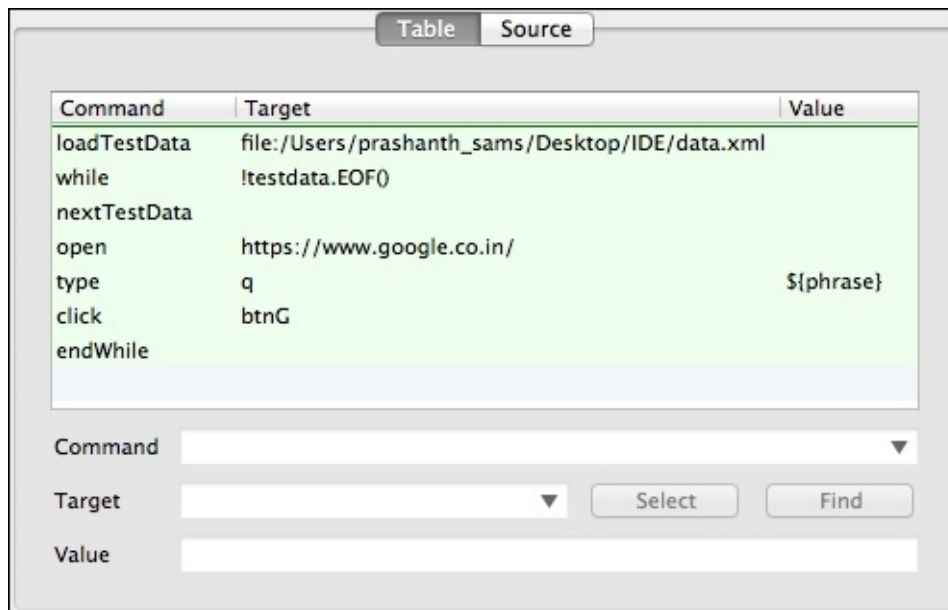 Table Source
Command Target Value
loadTestData file:/Users/prashanth_sams/Desktop/IDE/data.xml
while !testdata.EOF()
nextTestData
open https://www.google.co.in/
type q ${phrase}
click btnG
endWhile
Command
Target Select Find
Value